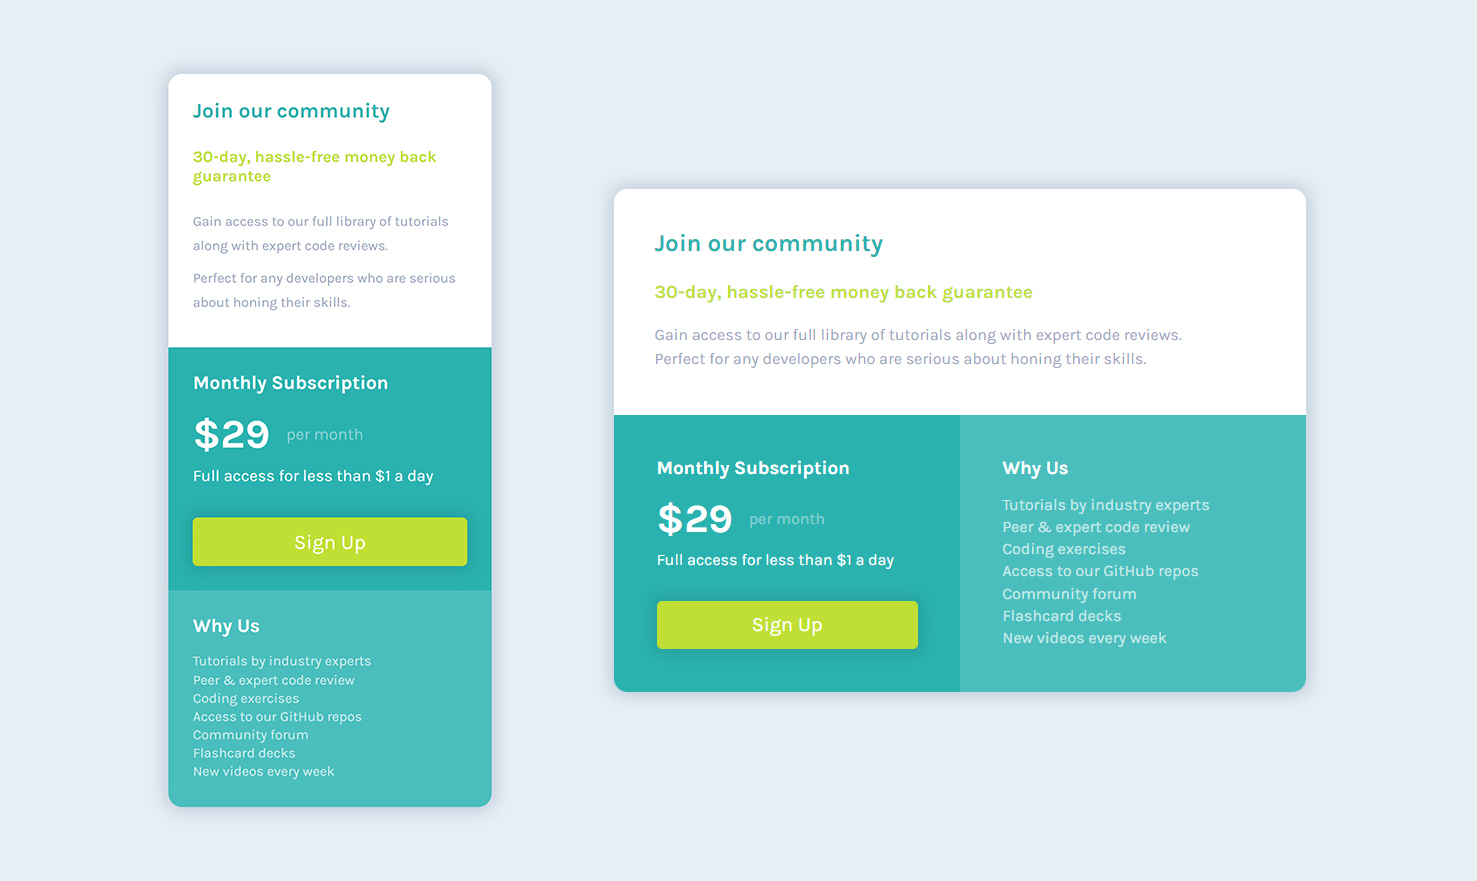 Join our community
30-day, hassle-free money back
guarantee
Gain access to our full library of tutorials
along with expert code reviews.
Perfect for any developers who are serious
about honing their skills.
Monthly Subscription
$29 per month
Full access for less than $1 a day
Sign Up
Why Us
Tutorials by industry experts
Peer & expert code review
Coding exercises
Access to our GitHub repos
Community forum
Flashcard decks
New videos every week
Join our community
30-day, hassle-free money back guarantee
Gain access to our full library of tutorials along with expert code reviews.
Perfect for any developers who are serious about honing their skills.
Monthly Subscription
$29 per month
Full access for less than $1 a day
Sign Up
Why Us
Tutorials by industry experts
Peer & expert code review
Coding exercises
Access to our GitHub repos
Community forum
Flashcard decks
New videos every week